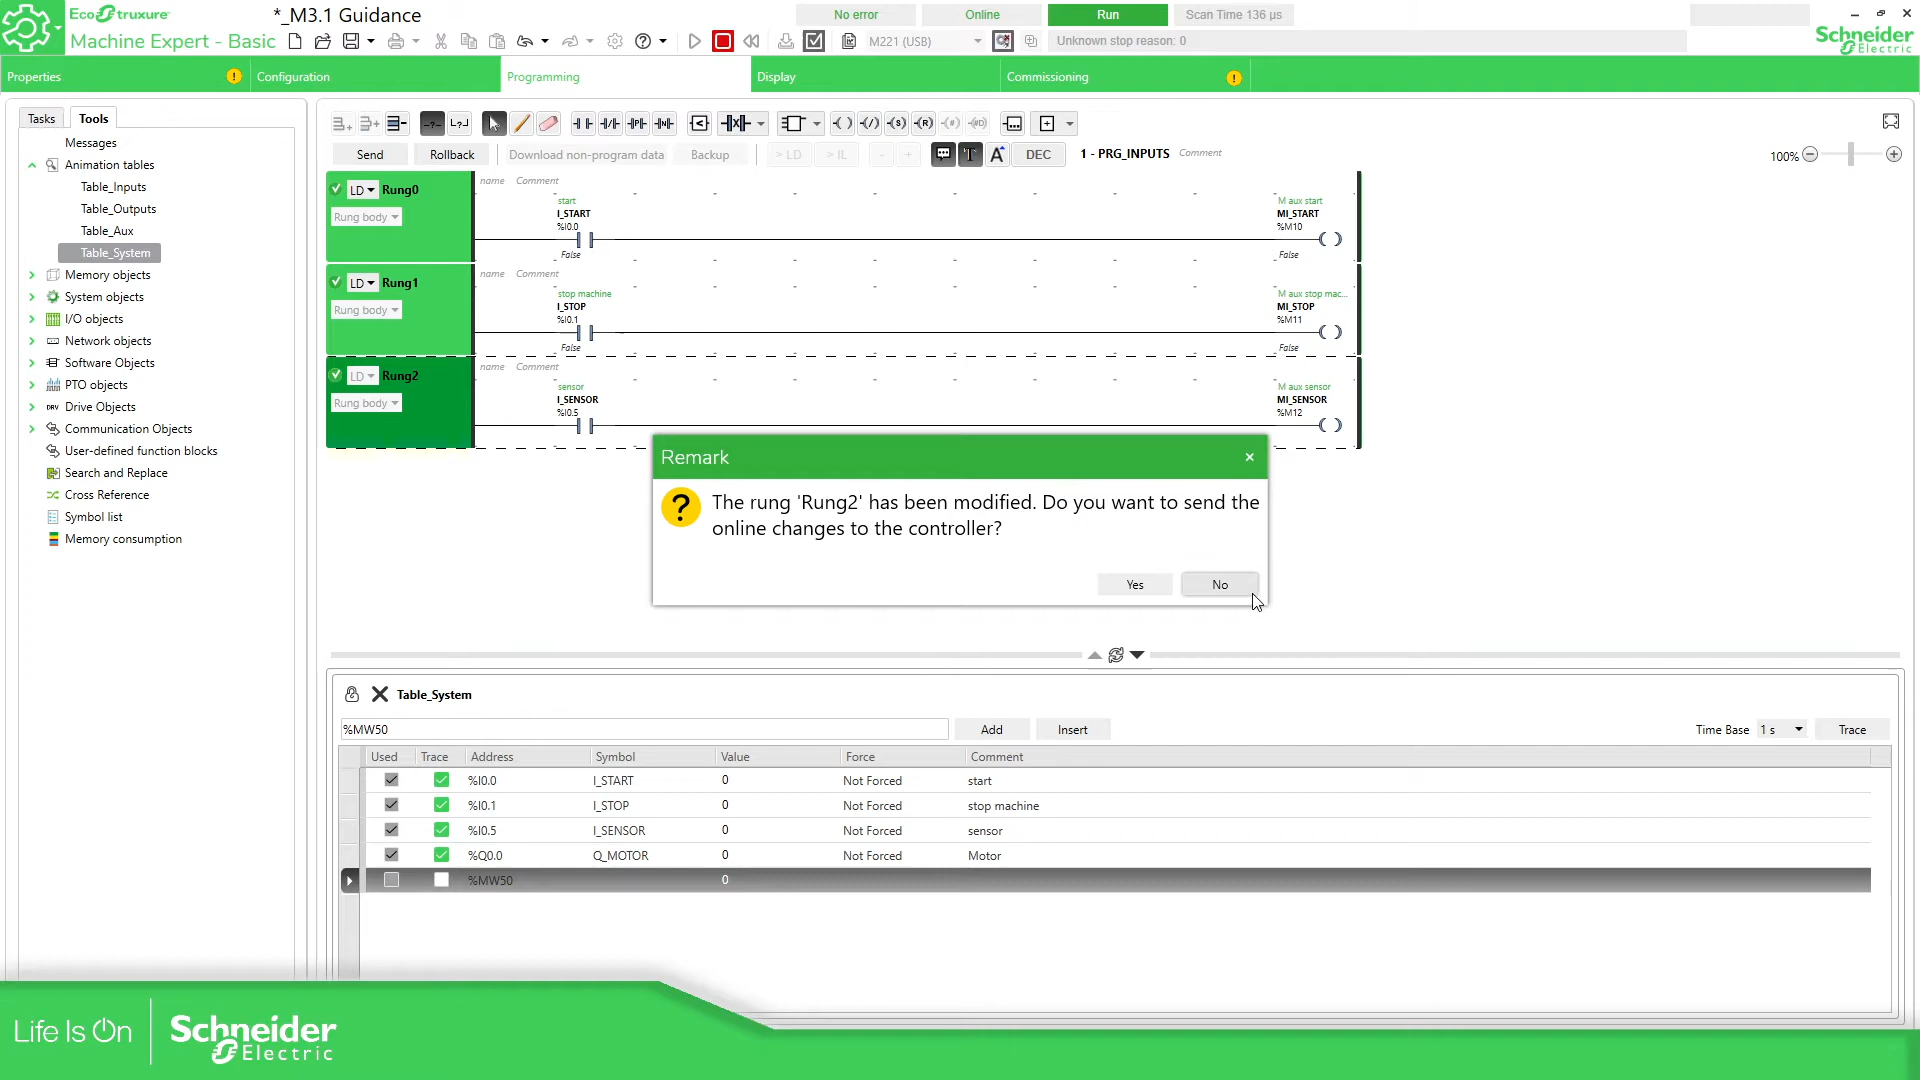 EcoStruxure
Machine Expert - Basic
*_M3.1 Guidance
No error
Online
Run
Scan Time 136 µs
M221 (USB)
Unknown stop reason: 0
Schneider
Electric
Properties
Configuration
Programming
Display
Commissioning
Tasks
Tools
Messages
Animation tables
Table_Inputs
Table_Outputs
Table_Aux
Table_System
Memory objects
System objects
I/O objects
Network objects
Software Objects
PTO objects
DRV Drive Objects
Communication Objects
User-defined function blocks
Search and Replace
Cross Reference
Symbol list
Memory consumption
Send
Rollback
Download non-program data
Backup
> LD
> IL
-
+
DEC
1 - PRG_INPUTS
Comment
100%
LD
Rung0
Rung body
name Comment
start
I_START
%I0.0
False
M aux start
MI_START
%M10
False
LD
Rung1
Rung body
name Comment
stop machine
I_STOP
%I0.1
False
M aux stop mac...
MI_STOP
%M11
False
LD
Rung2
Rung body
name Comment
sensor
I_SENSOR
%I0.5
M aux sensor
MI_SENSOR
%M12
Remark
The rung 'Rung2' has been modified. Do you want to send the
online changes to the controller?
Yes
No
Table_System
%MW50
Add
Insert
Time Base 1 s
Trace
Used Trace Address Symbol Value Force Comment
%I0.0 I_START 0 Not Forced start
%I0.1 I_STOP 0 Not Forced stop machine
%I0.5 I_SENSOR 0 Not Forced sensor
%Q0.0 Q_MOTOR 0 Not Forced Motor
%MW50 0
Life Is On
Schneider
Electric